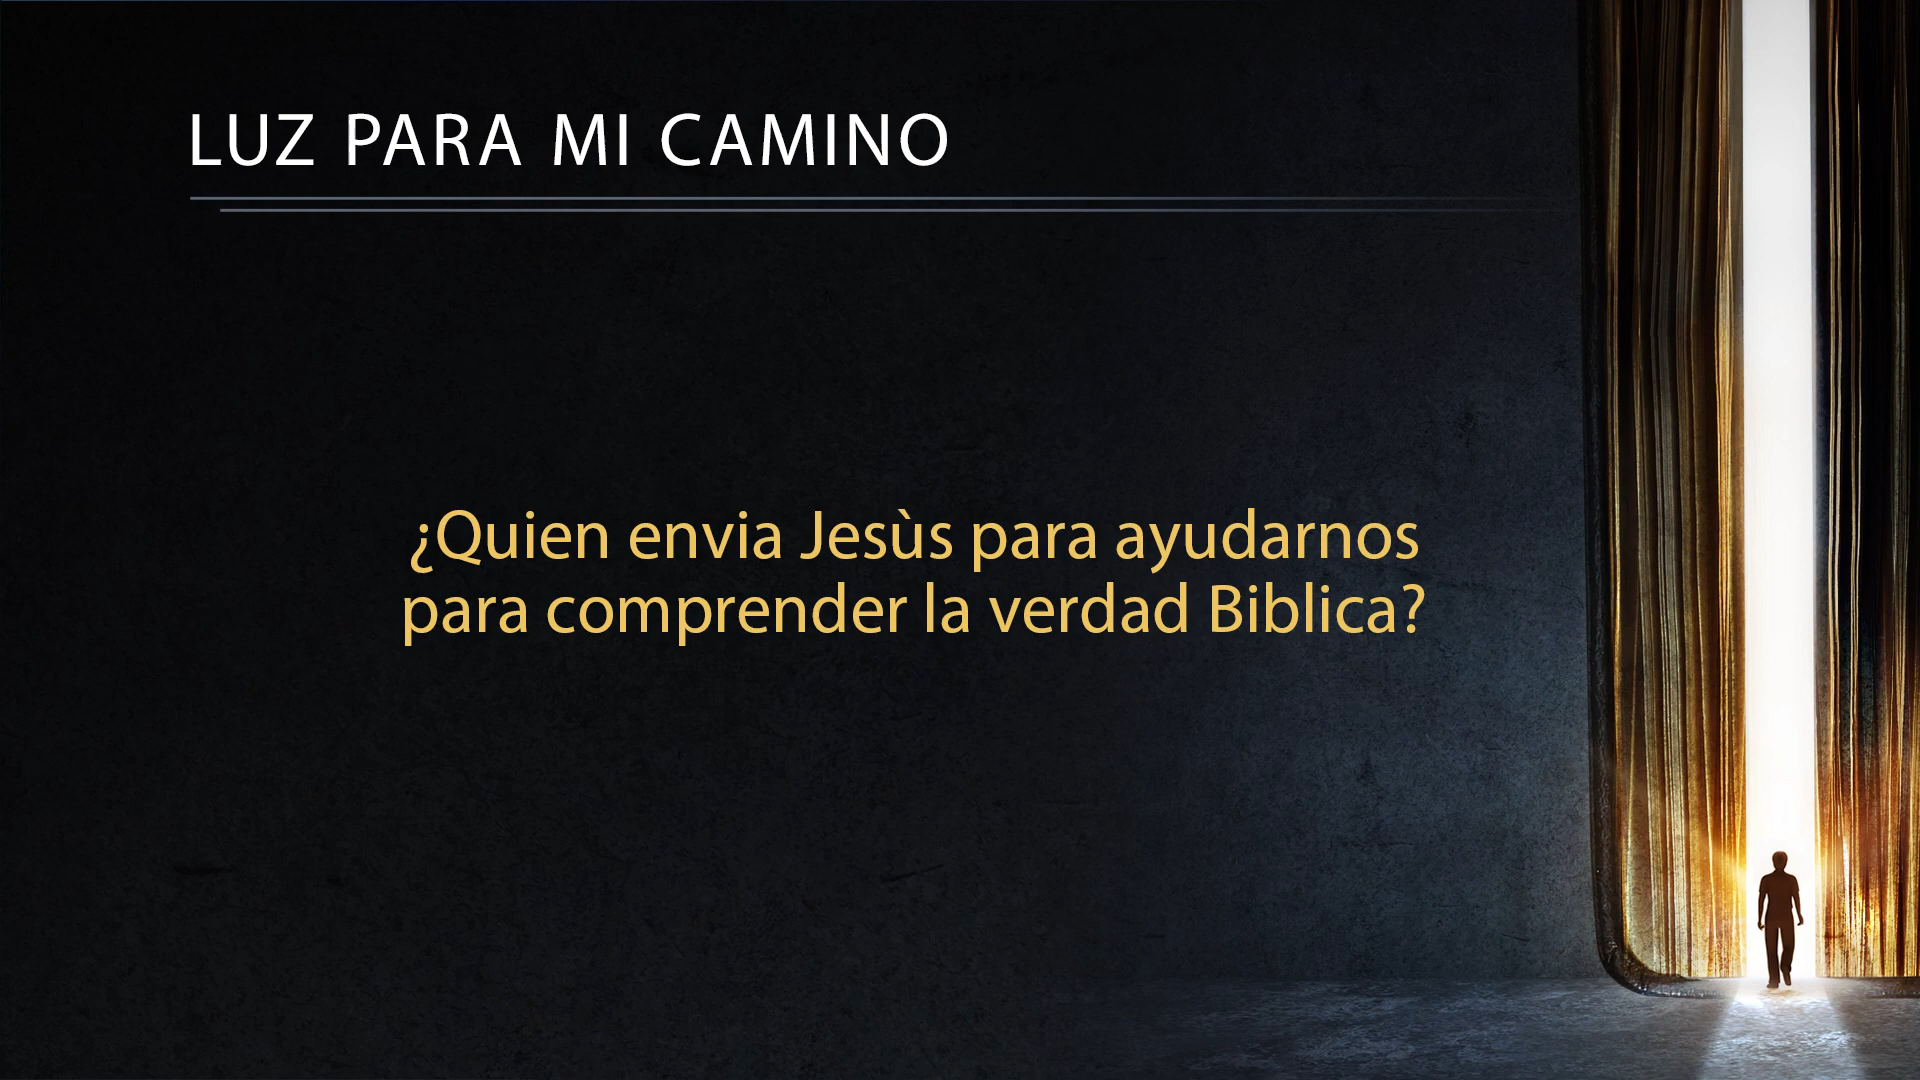 LUZ PARA MI CAMINO
¿Quien envia Jesùs para ayudarnos
para comprender la verdad Biblica?